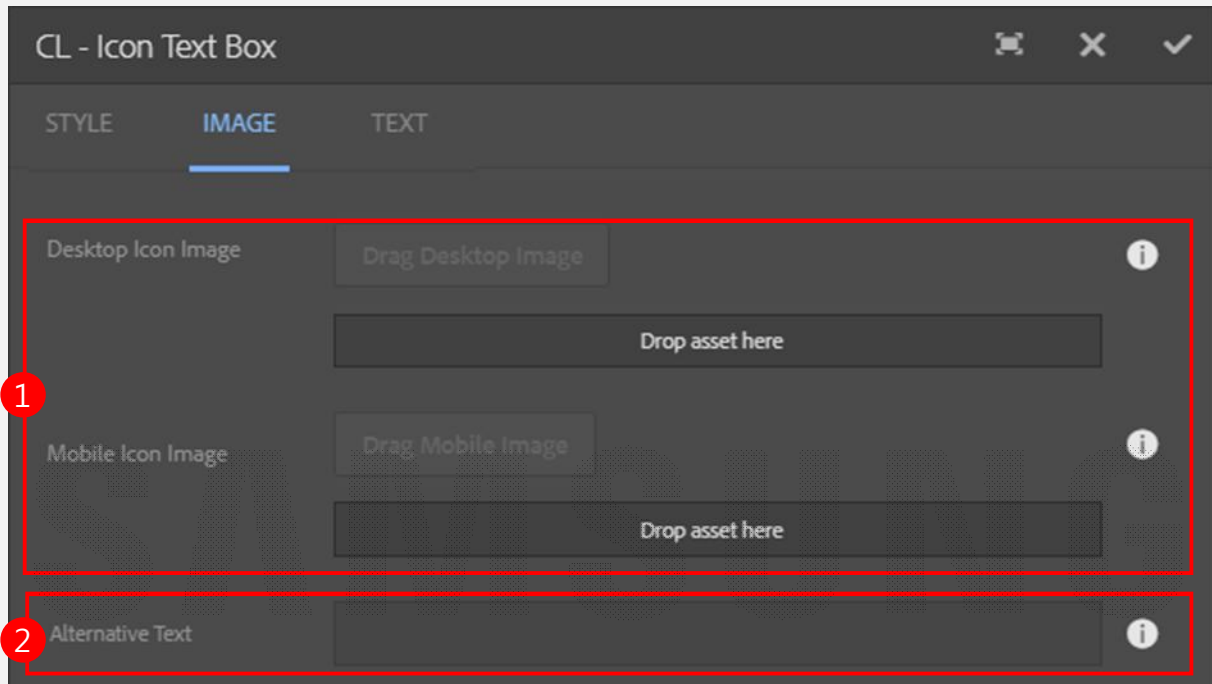 CL - Icon Text Box
STYLE IMAGE TEXT
Desktop Icon Image Drag Desktop Image
Drop asset here
1
Mobile Icon Image Drag Mobile Image
Drop asset here
SAMSUNG
2 Alternative Text